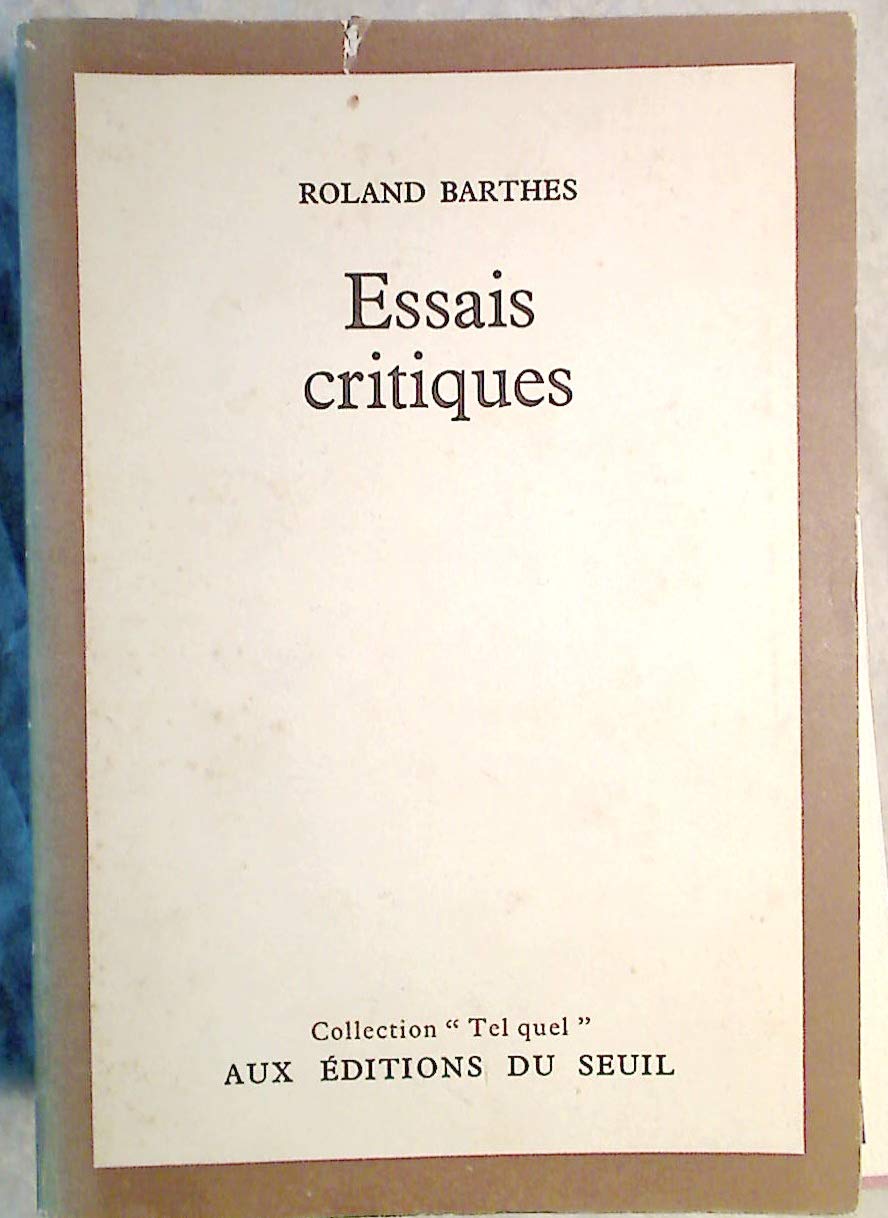 ROLAND BARTHES
Essais
critiques
Collection “ Tel quel ”
AUX ÉDITIONS DU SEUIL